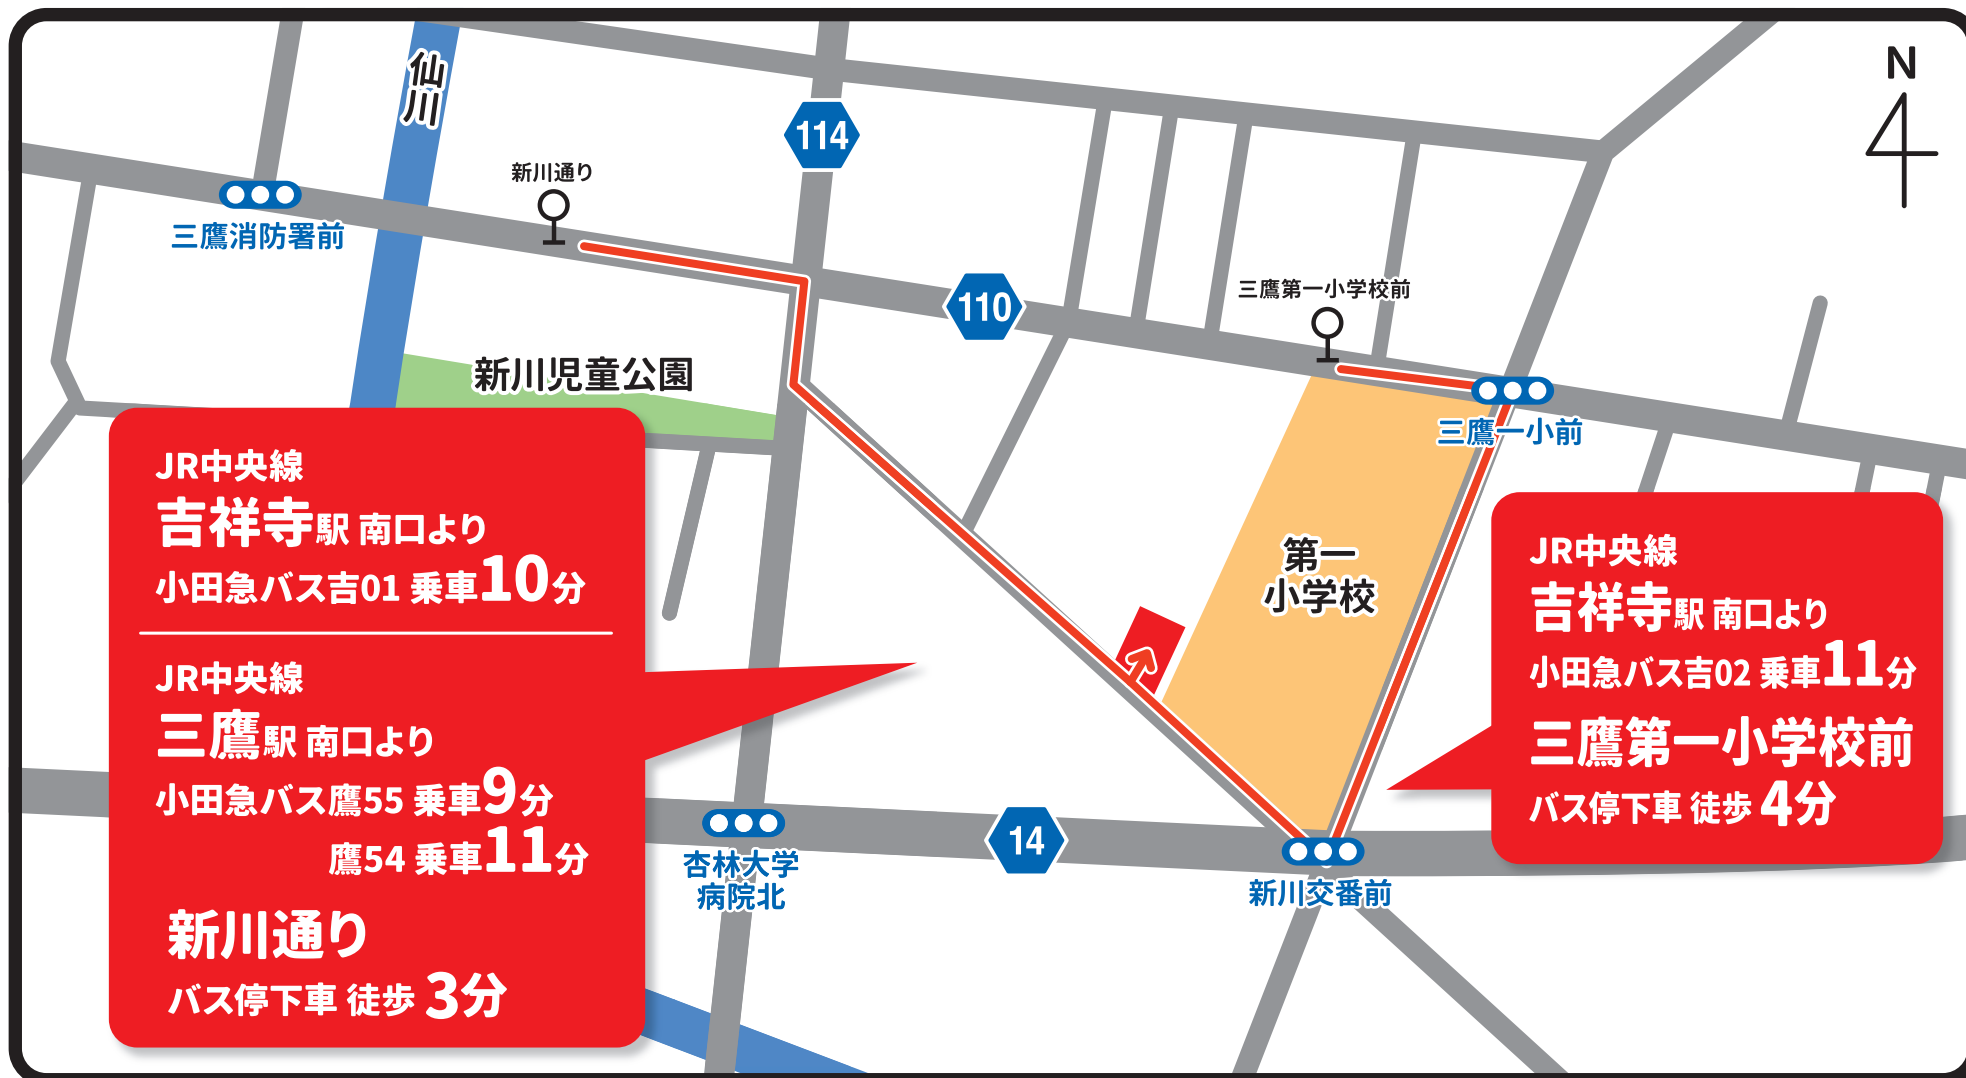 仙川
N
114
新川通り
三鷹消防署前
110
三鷹第一小学校前
新川児童公園
三鷹一小前
JR中央線
吉祥寺駅 南口より
小田急バス吉01 乗車10分
JR中央線
三鷹駅 南口より
小田急バス鷹55 乗車9分
鷹54 乗車11分
新川通り
バス停下車 徒歩 3分
第一
小学校
JR中央線
吉祥寺駅 南口より
小田急バス吉02 乗車11分
三鷹第一小学校前
バス停下車 徒歩 4分
杏林大学
病院北
14
新川交番前